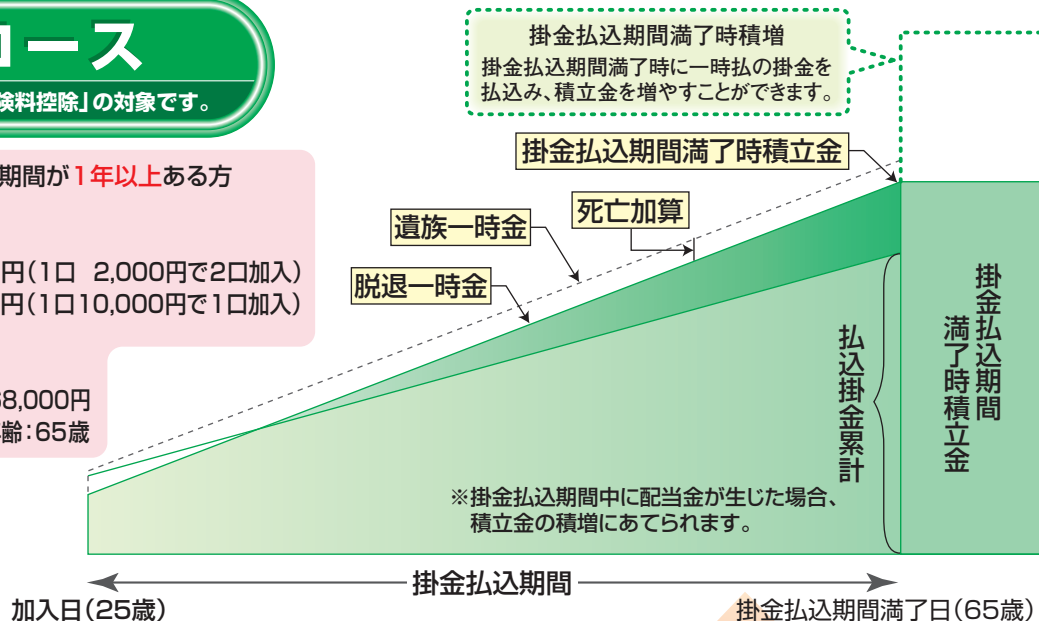 コース
険料控除」の対象です。
期間が1年以上ある方
円(1口 2,000円で2口加入)
円(1口10,000円で1口加入)
8,000円
齢:65歳
掛金払込期間満了時積増
掛金払込期間満了時に一時払の掛金を
払込み、積立金を増やすことができます。
掛金払込期間満了時積立金
死亡加算
遺族一時金
脱退一時金
払込掛金累計
掛金払込期間
満了時積立金
※掛金払込期間中に配当金が生じた場合、
積立金の積増にあてられます。
掛金払込期間
加入日(25歳)
掛金払込期間満了日(65歳)